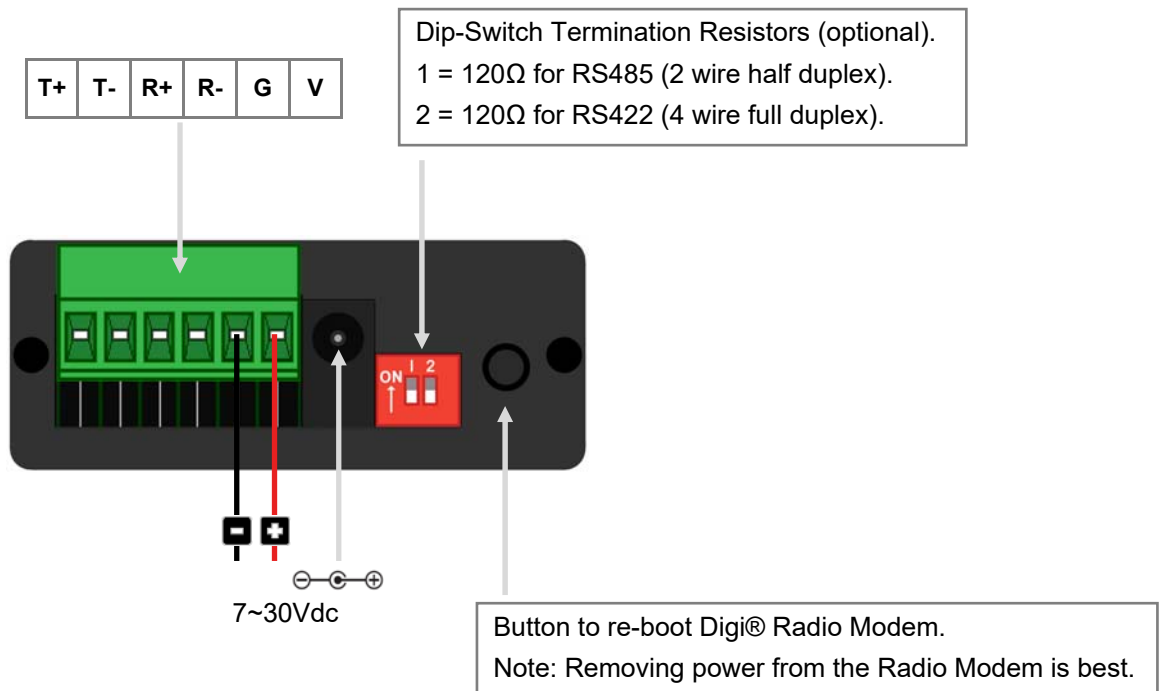 Dip-Switch Termination Resistors (optional).
1 = 120Ω for RS485 (2 wire half duplex).
2 = 120Ω for RS422 (4 wire full duplex).
T+ T- R+ R- G V
1 2
ON
7~30Vdc
Button to re-boot Digi® Radio Modem.
Note: Removing power from the Radio Modem is best.